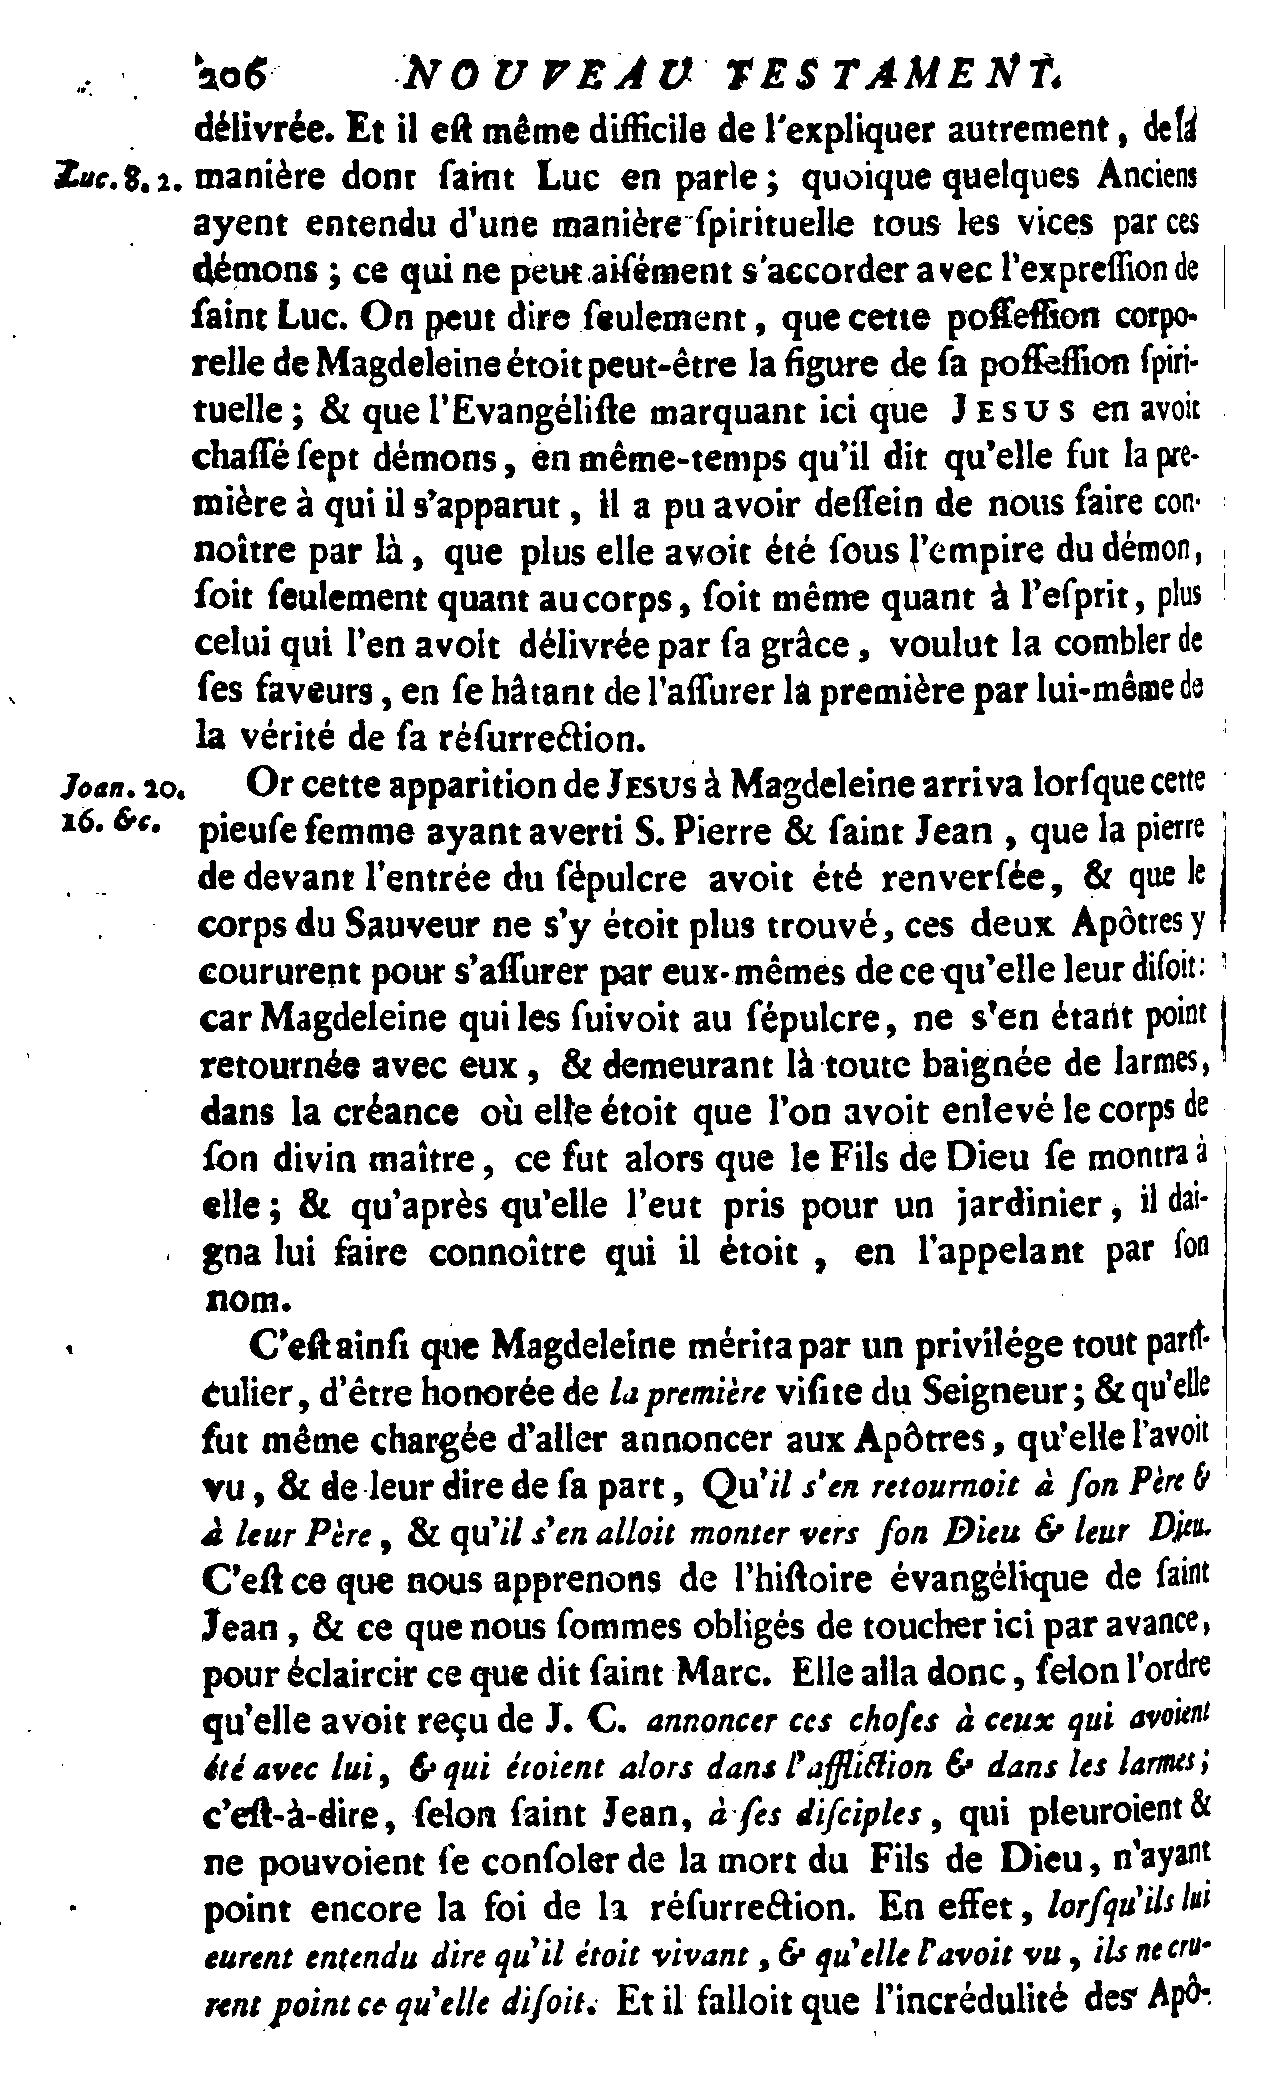 206 NOUVEAU TESTAMENT.
délivrée. Et il eſt même difficile de l'expliquer autrement, de la
Luc. 8. 2. manière dont ſaint Luc en parle; quoique quelques Anciens
ayent entendu d'une manière ſpirituelle tous les vices par ces
démons; ce qui ne peut aiſément s'accorder avec l'expreſſion de
ſaint Luc. On peut dire ſeulement, que cette poſſeſſion corpo-
relle de Magdeleine étoit peut-être la figure de ſa poſſeſſion ſpiri-
tuelle; & que l'Evangéliſte marquant ici que JESUS en avoit
chaſſé ſept démons, en même-temps qu'il dit qu'elle fut la pre-
mière à qui il s'apparut, il a pu avoir deſſein de nous faire con-
noître par là, que plus elle avoit été ſous l'empire du démon,
ſoit ſeulement quant au corps, ſoit même quant à l'eſprit, plus
celui qui l'en avoit délivrée par ſa grâce, voulut la combler de
ſes faveurs, en ſe hâtant de l'aſſurer la première par lui-même de
la vérité de ſa réſurrection.
Joan. 20. Or cette apparition de JESUS à Magdeleine arriva lorſque cette
16. &c. pieuſe femme ayant averti S. Pierre & ſaint Jean, que la pierre
de devant l'entrée du ſépulcre avoit été renverſée, & que le
corps du Sauveur ne s'y étoit plus trouvé, ces deux Apôtres y
coururent pour s'aſſurer par eux-mêmes de ce qu'elle leur diſoit:
car Magdeleine qui les ſuivoit au ſépulcre, ne s'en étant point
retournée avec eux, & demeurant là toute baignée de larmes,
dans la créance où elle étoit que l'on avoit enlevé le corps de
ſon divin maître, ce fut alors que le Fils de Dieu ſe montra à
elle; & qu'après qu'elle l'eut pris pour un jardinier, il dai-
gna lui faire connoître qui il étoit, en l'appelant par ſon
nom.
C'eſt ainſi que Magdeleine mérita par un privilége tout parti-
culier, d'être honorée de la première viſite du Seigneur; & qu'elle
fut même chargée d'aller annoncer aux Apôtres, qu'elle l'avoit
vu, & de leur dire de ſa part, Qu'il s'en retournoit à ſon Père &
à leur Père, & qu'il s'en alloit monter vers ſon Dieu & leur Dieu.
C'eſt ce que nous apprenons de l'hiſtoire évangélique de ſaint
Jean, & ce que nous ſommes obligés de toucher ici par avance,
pour éclaircir ce que dit ſaint Marc. Elle alla donc, ſelon l'ordre
qu'elle avoit reçu de J. C. annoncer ces choſes à ceux qui avoient
été avec lui, & qui étoient alors dans l'affliction & dans les larmes;
c'eſt-à-dire, ſelon ſaint Jean, à ſes diſciples, qui pleuroient &
ne pouvoient ſe conſoler de la mort du Fils de Dieu, n'ayant
point encore la foi de la réſurrection. En effet, lorſqu'ils lui
eurent entendu dire qu'il étoit vivant, & qu'elle l'avoit vu, ils ne cru-
rent point ce qu'elle diſoit. Et il falloit que l'incrédulité des Apô-